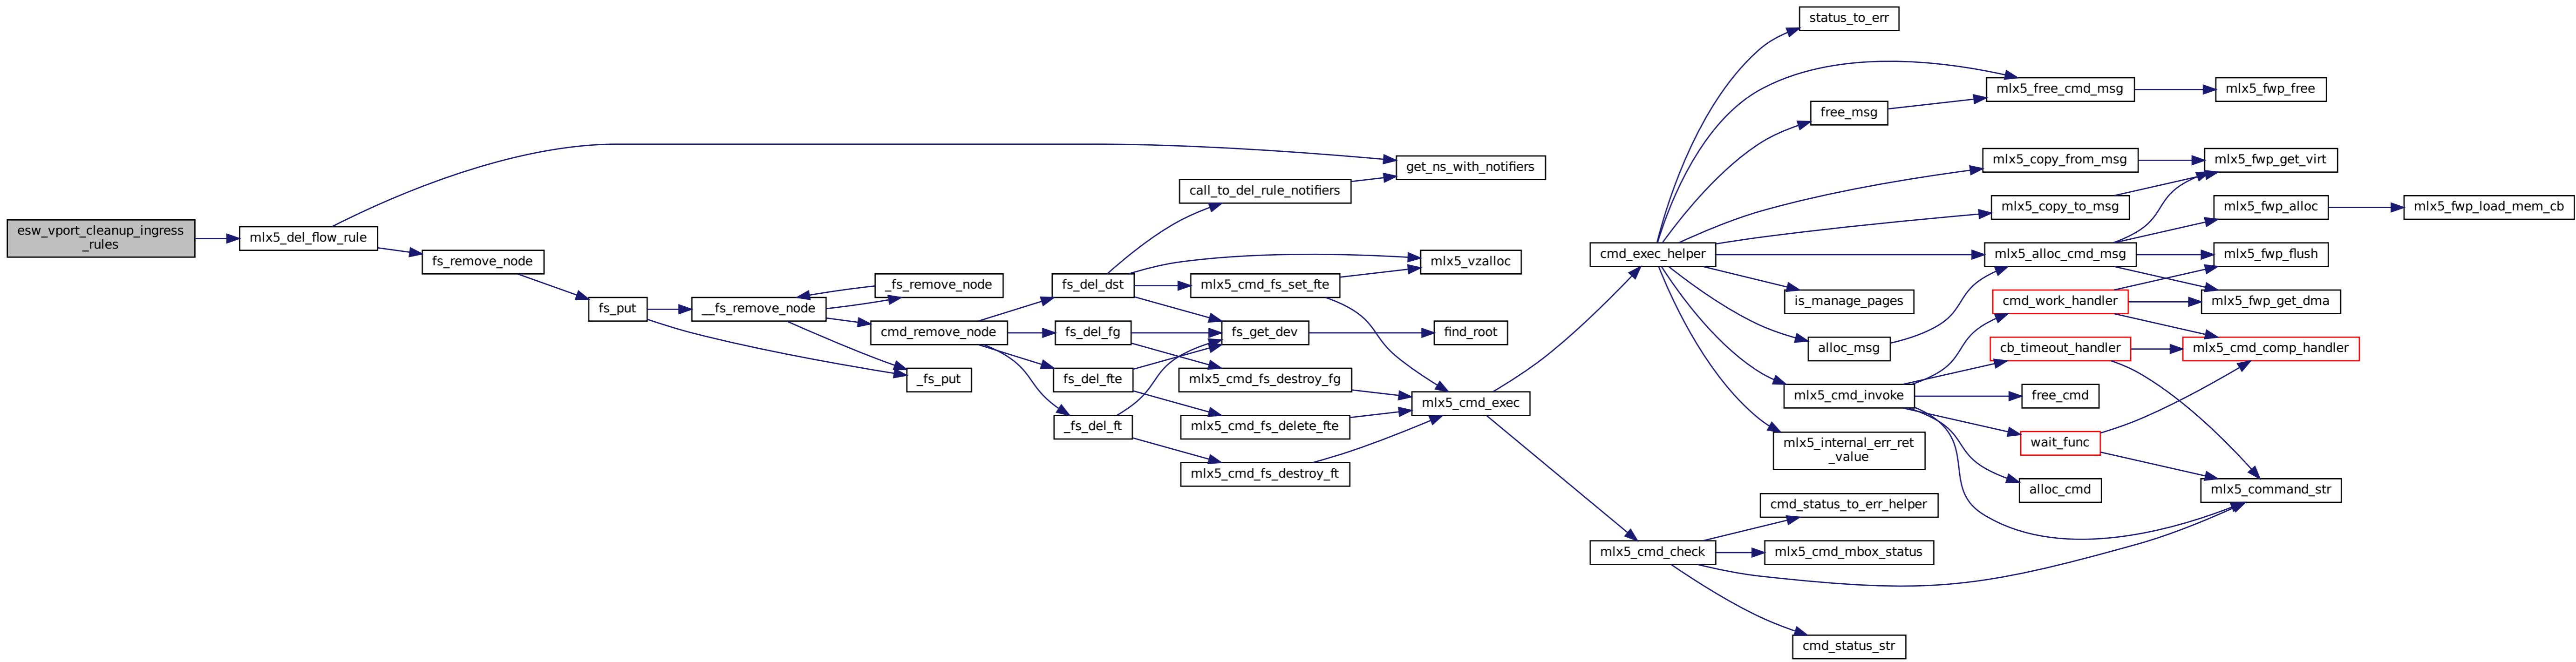 esw_vport_cleanup_ingress
_rules
mlx5_del_flow_rule
fs_remove_node
fs_put
__fs_remove_node
_fs_remove_node
cmd_remove_node
_fs_put
fs_del_dst
fs_del_fg
fs_del_fte
_fs_del_ft
call_to_del_rule_notifiers
mlx5_cmd_fs_set_fte
fs_get_dev
mlx5_cmd_fs_destroy_fg
mlx5_cmd_fs_delete_fte
mlx5_cmd_fs_destroy_ft
get_ns_with_notifiers
mlx5_vzalloc
find_root
mlx5_cmd_exec
cmd_exec_helper
mlx5_cmd_check
status_to_err
free_msg
is_manage_pages
alloc_msg
mlx5_cmd_invoke
mlx5_internal_err_ret
_value
cmd_status_to_err_helper
mlx5_cmd_mbox_status
cmd_status_str
mlx5_free_cmd_msg
mlx5_copy_from_msg
mlx5_copy_to_msg
mlx5_alloc_cmd_msg
cmd_work_handler
cb_timeout_handler
free_cmd
wait_func
alloc_cmd
mlx5_fwp_free
mlx5_fwp_get_virt
mlx5_fwp_alloc
mlx5_fwp_flush
mlx5_fwp_get_dma
mlx5_cmd_comp_handler
mlx5_command_str
mlx5_fwp_load_mem_cb